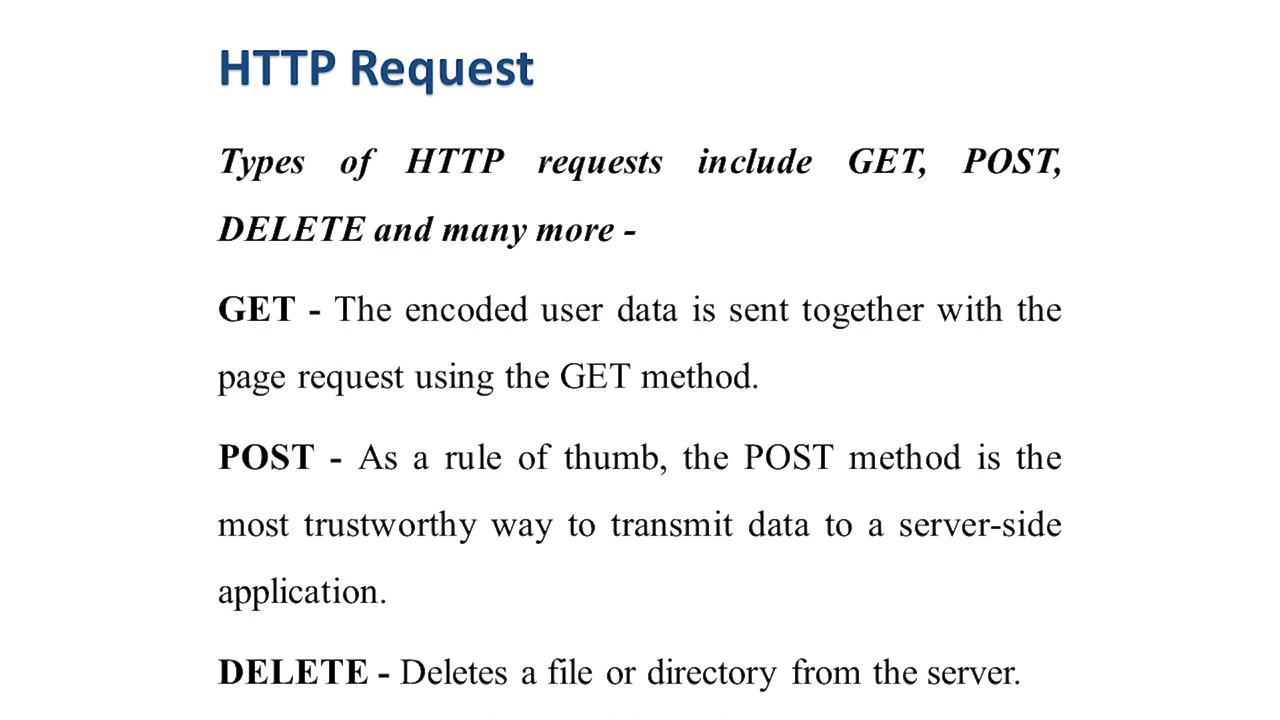 HTTP Request
Types of HTTP requests include GET, POST,
DELETE and many more -
GET - The encoded user data is sent together with the
page request using the GET method.
POST - As a rule of thumb, the POST method is the
most trustworthy way to transmit data to a server-side
application.
DELETE - Deletes a file or directory from the server.